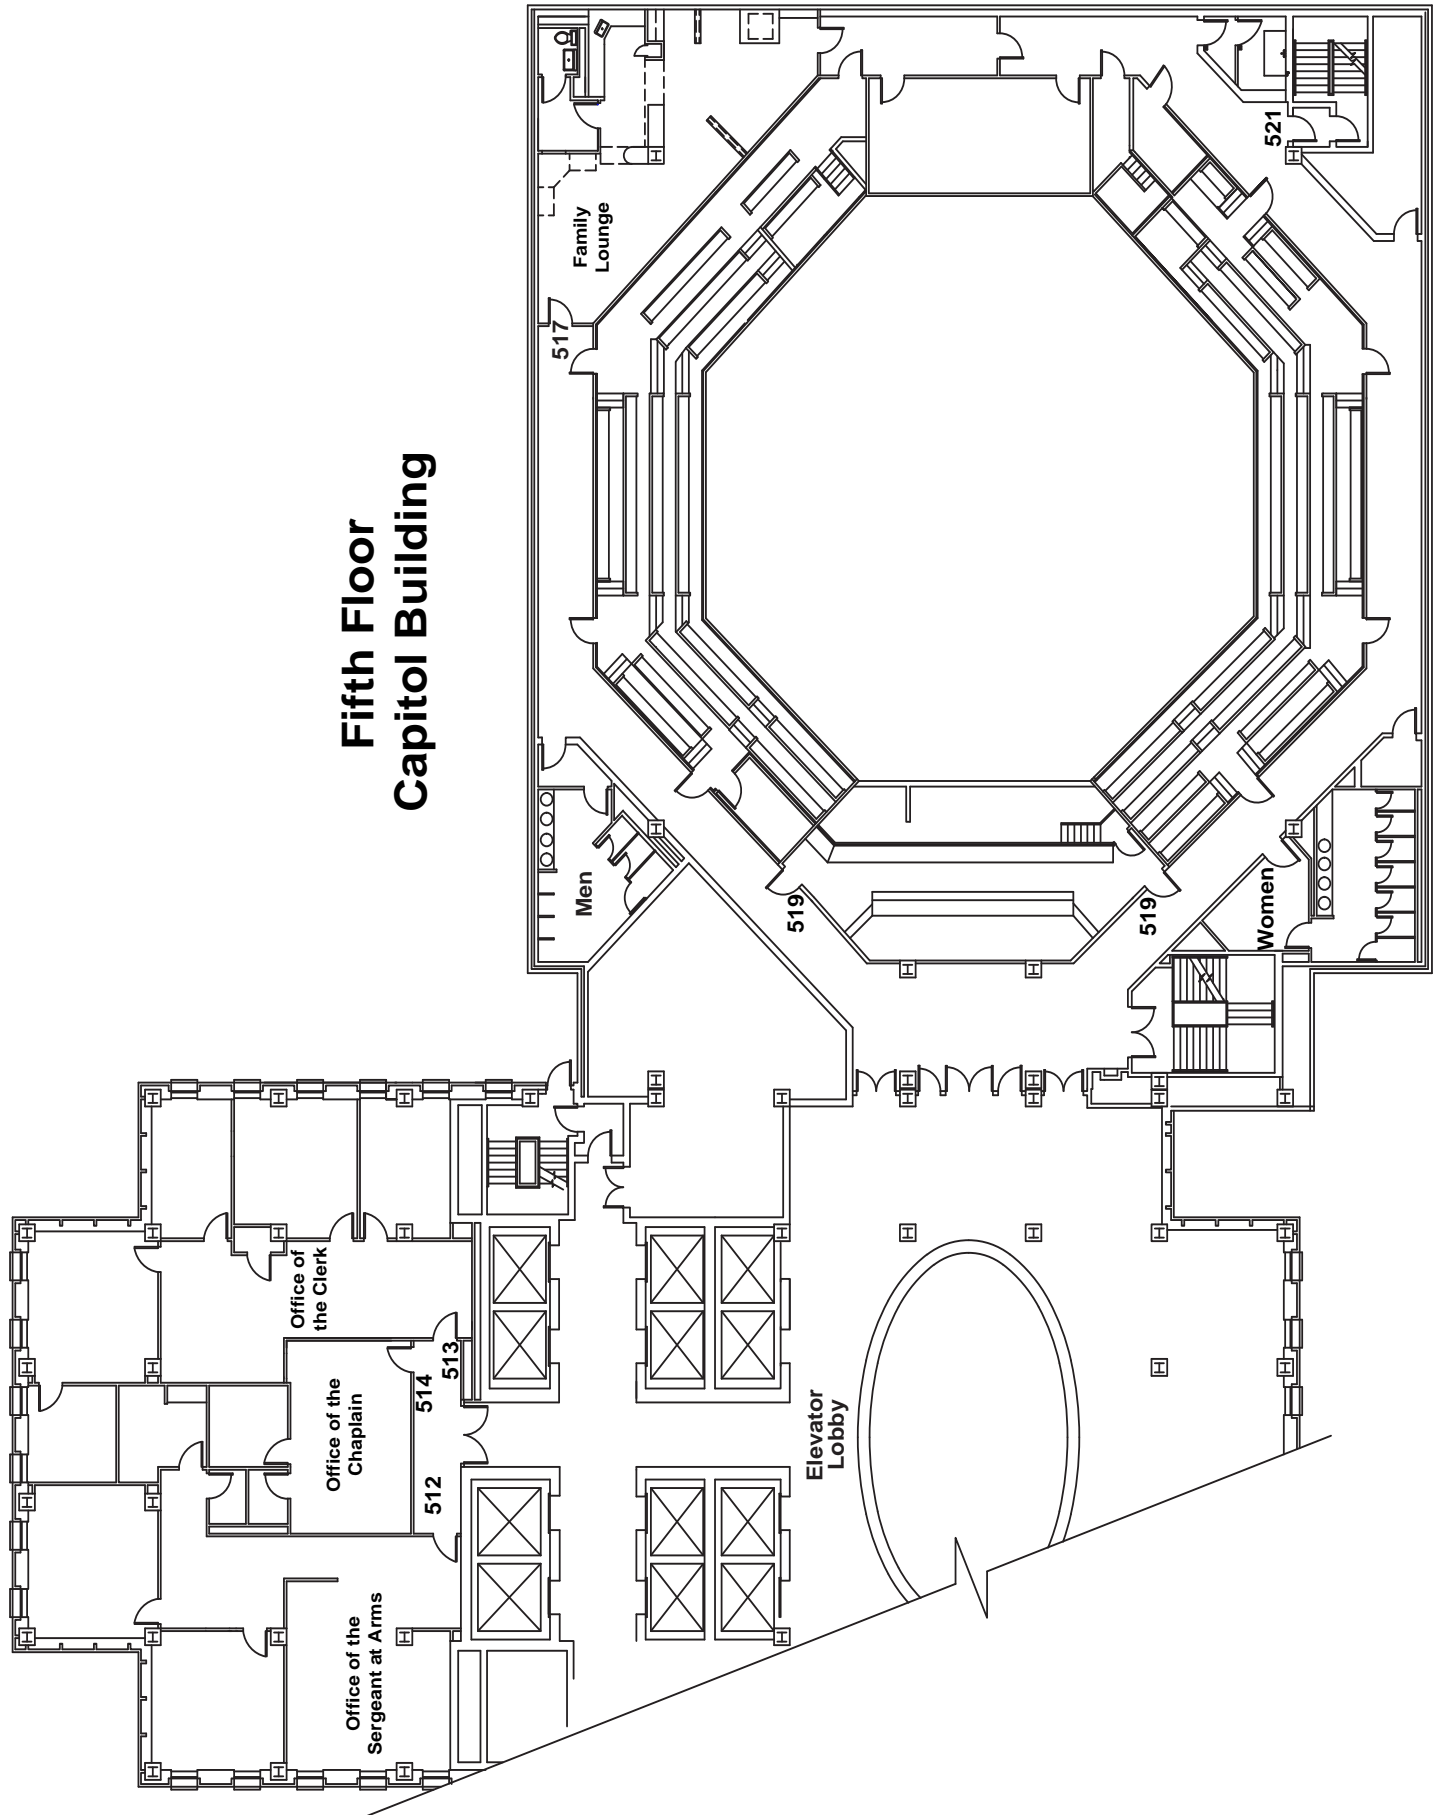 Fifth Floor
Capitol Building
Family
Lounge
517
521
Men
519
519
Women
Office of
the Clerk
513
514
Office of the
Chaplain
512
Elevator
Lobby
Office of the
Sergeant at Arms